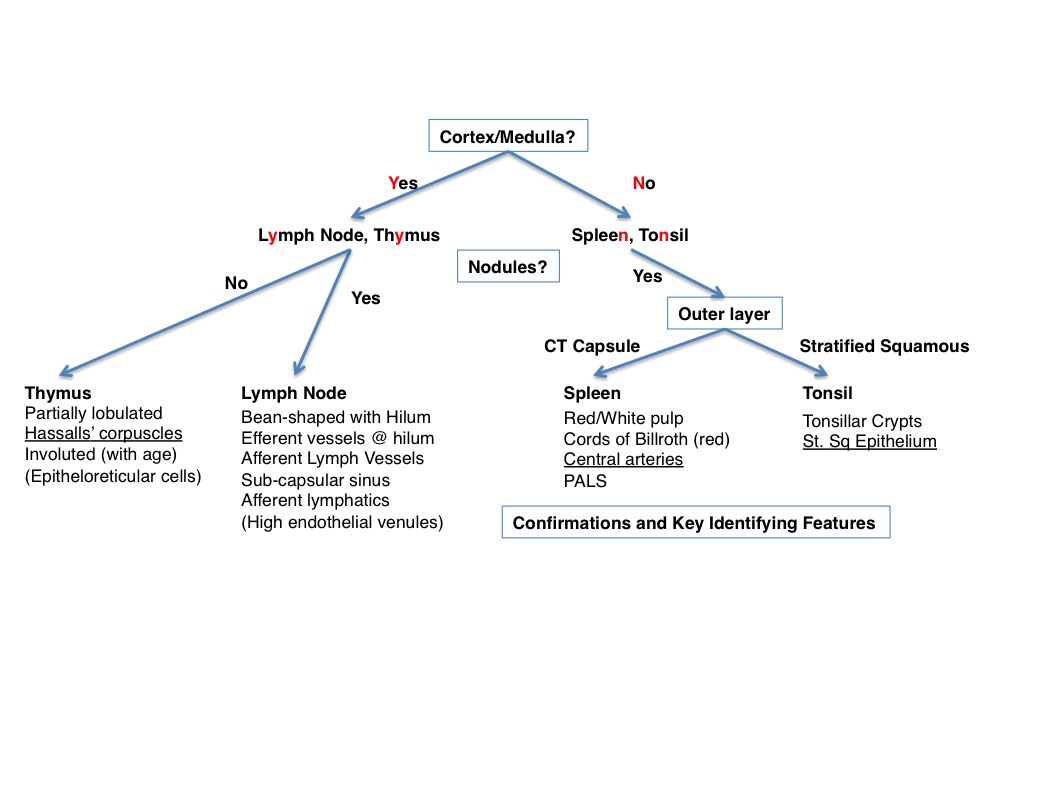 Cortex/Medulla?
Yes
No
Lymph Node, Thymus
Spleen, Tonsil
Nodules?
No
Yes
Yes
Outer layer
CT Capsule
Stratified Squamous
Thymus
Partially lobulated
Hassalls’ corpuscles
Involuted (with age)
(Epitheloreticular cells)
Lymph Node
Bean-shaped with Hilum
Efferent vessels @ hilum
Afferent Lymph Vessels
Sub-capsular sinus
Afferent lymphatics
(High endothelial venules)
Spleen
Red/White pulp
Cords of Billroth (red)
Central arteries
PALS
Tonsil
Tonsillar Crypts
St. Sq Epithelium
Confirmations and Key Identifying Features